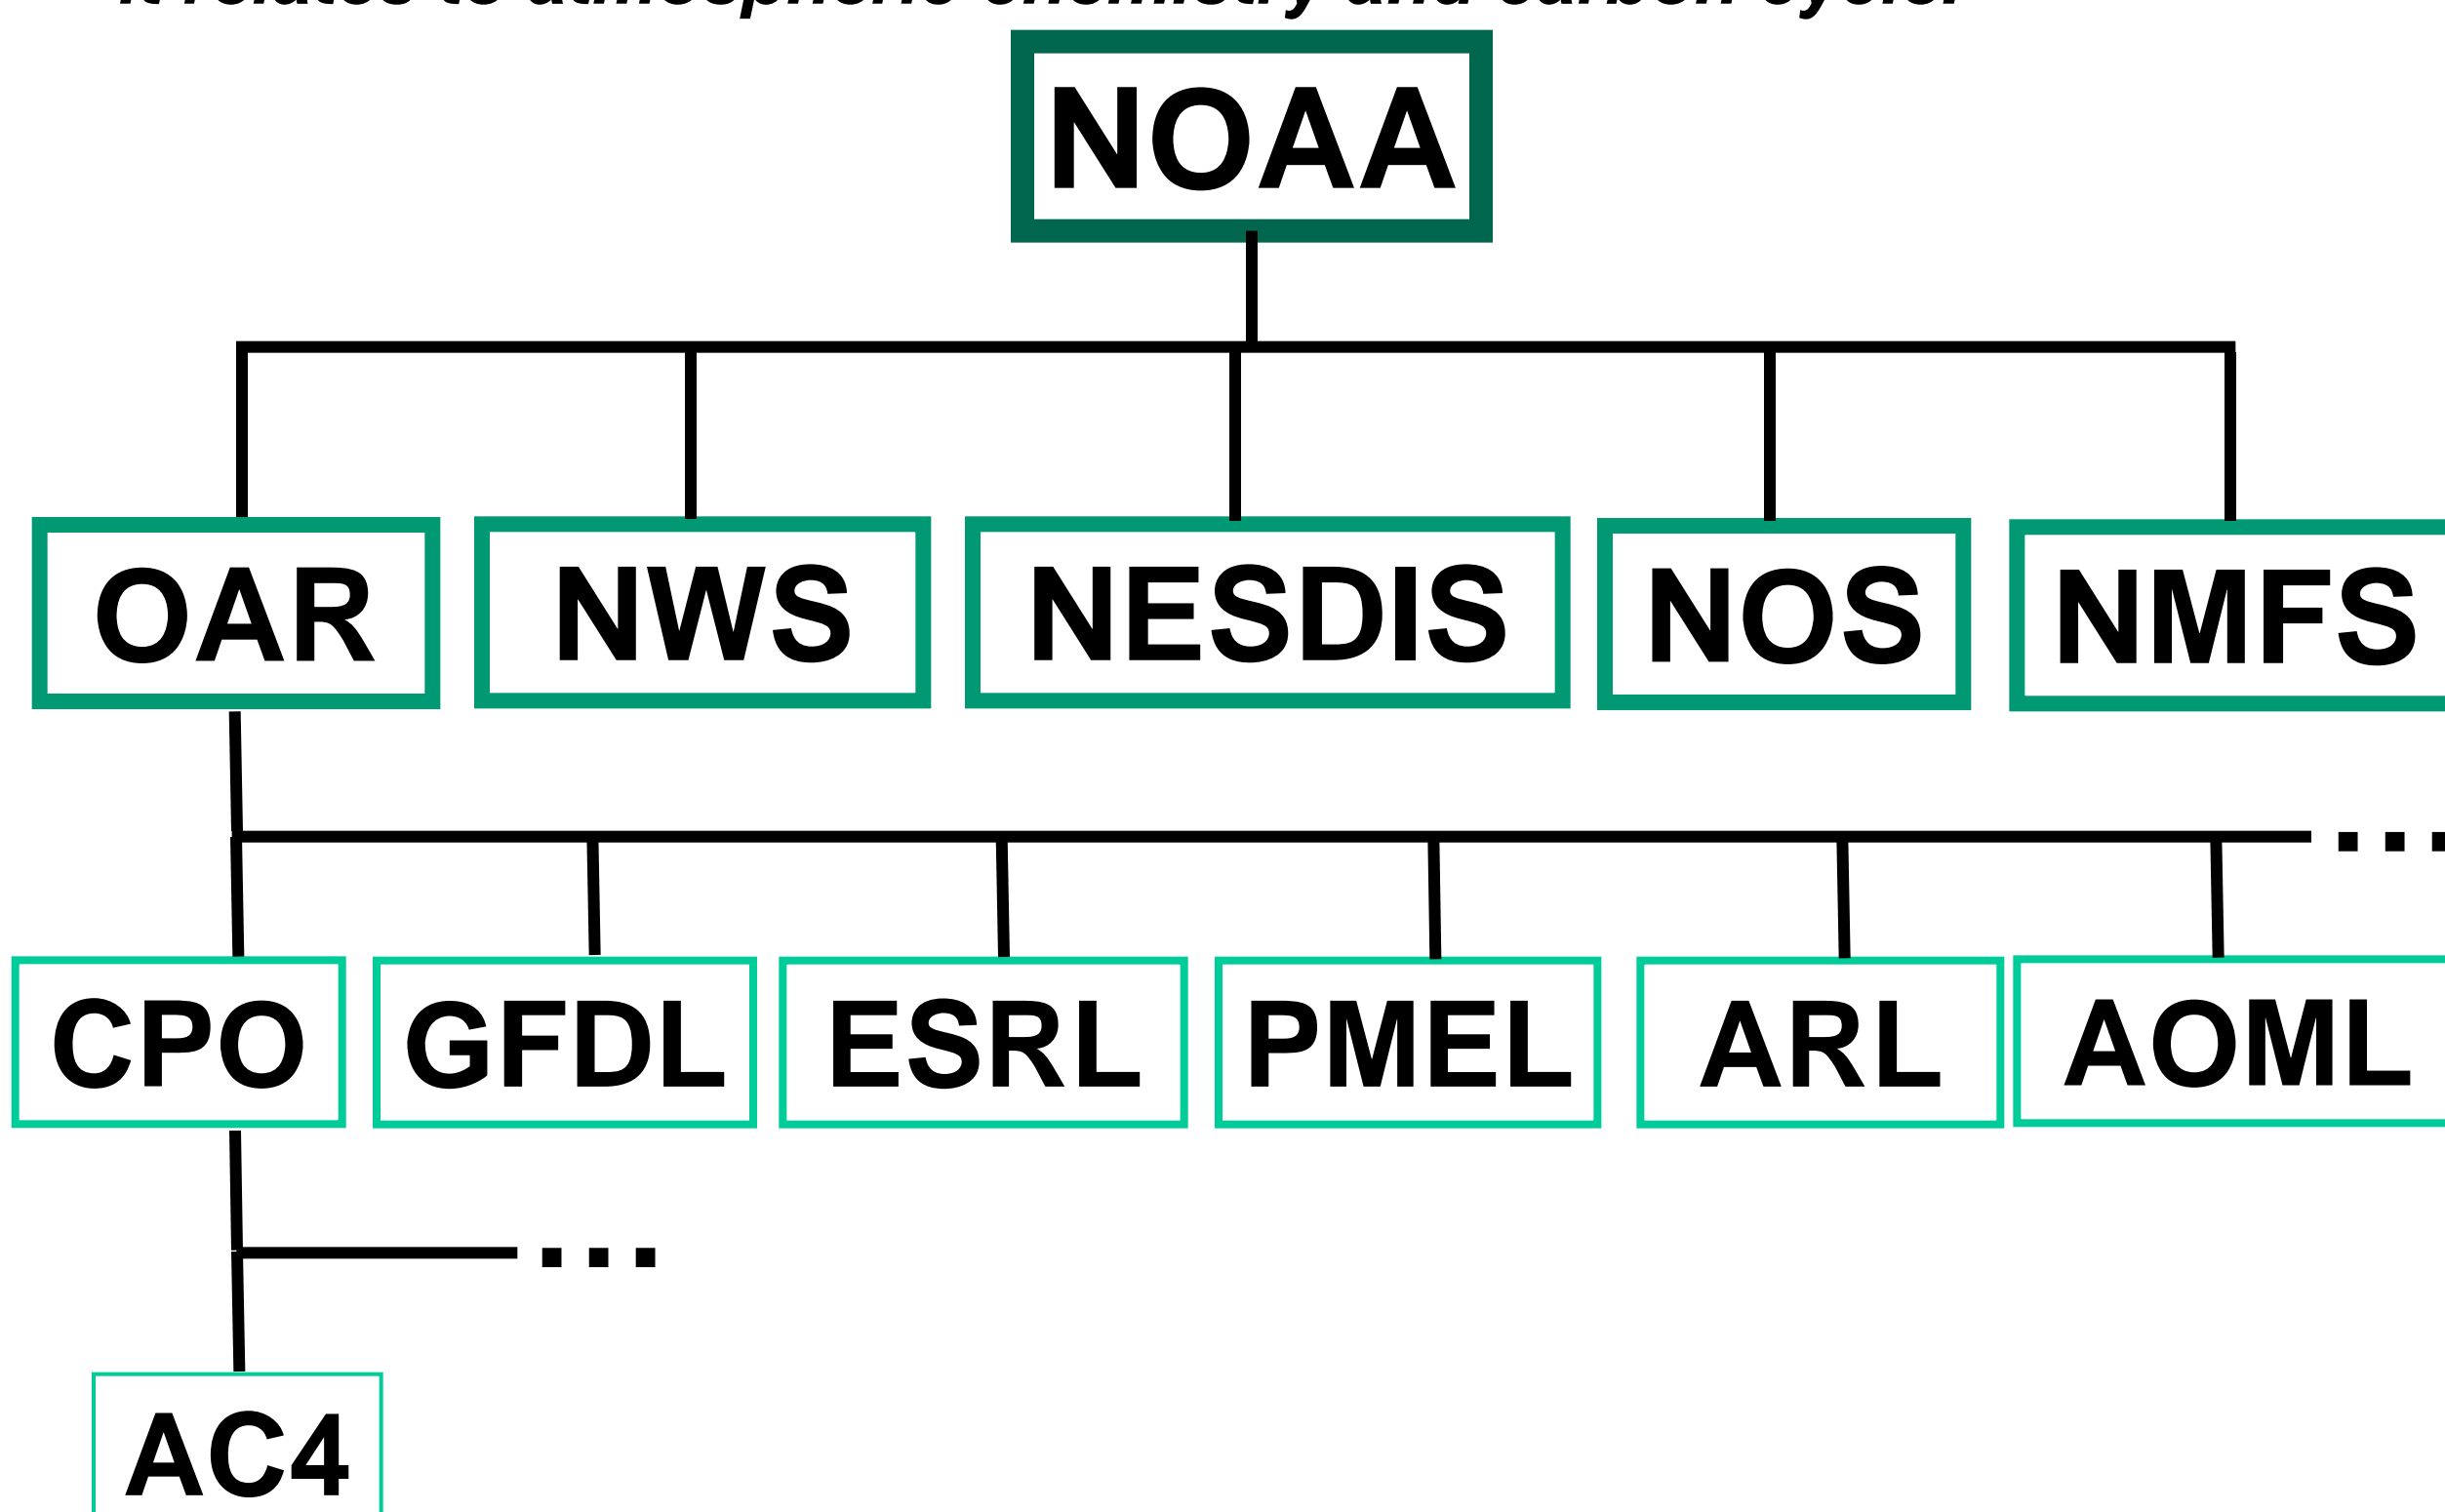 NOAA
OAR NWS NESDIS NOS NMFS
...
CPO GFDL ESRL PMEL ARL AOML
...
AC4